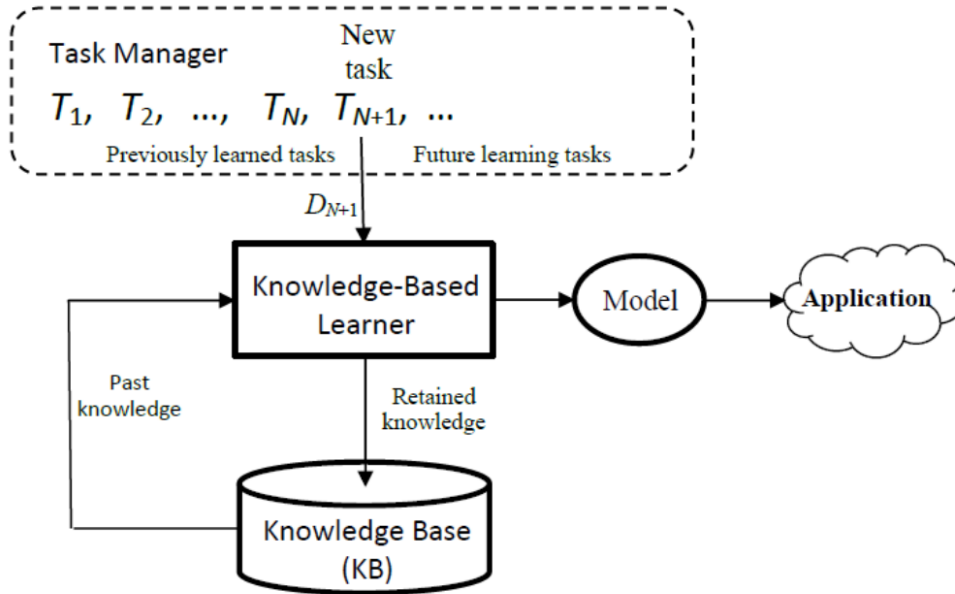 New
Task Manager
task
T1, T2, ..., TN, TN+1, ...
Previously learned tasks
Future learning tasks
DN+1
Knowledge-Based
Learner
Model
Application
Past
knowledge
Retained
knowledge
Knowledge Base
(KB)